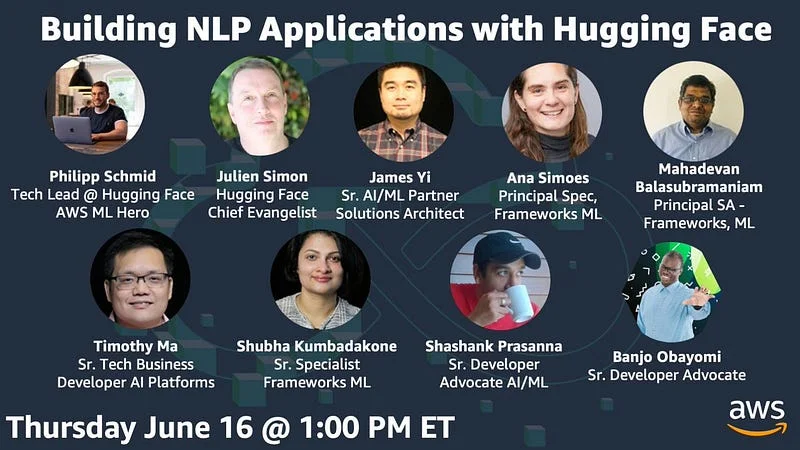 Building NLP Applications with Hugging Face
Philipp Schmid
Tech Lead @ Hugging Face
AWS ML Hero
Julien Simon
Hugging Face
Chief Evangelist
James Yi
Sr. AI/ML Partner
Solutions Architect
Ana Simoes
Principal Spec,
Frameworks ML
Mahadevan
Balasubramaniam
Principal SA -
Frameworks, ML
Timothy Ma
Sr. Tech Business
Developer AI Platforms
Shubha Kumbadakone
Sr. Specialist
Frameworks ML
Shashank Prasanna
Sr. Developer
Advocate AI/ML
Banjo Obayomi
Sr. Developer Advocate
Thursday June 16 @ 1:00 PM ET
aws